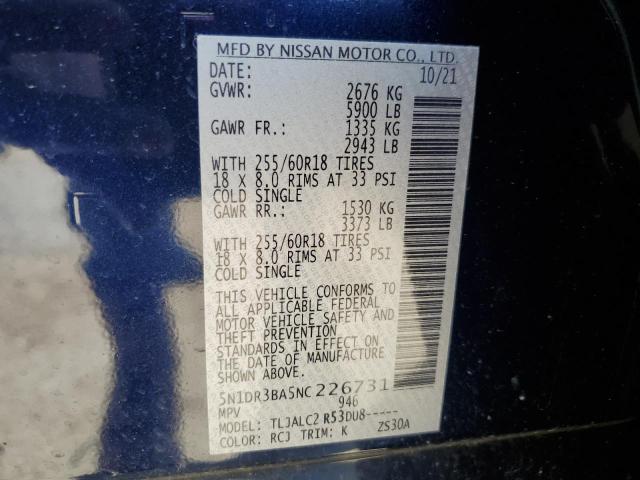 MFD BY NISSAN MOTOR CO., LTD.
DATE: 10/21
GVWR: 2676 KG
5900 LB
GAWR FR.: 1335 KG
2943 LB
WITH 255/60R18 TIRES
18 X 8.0 RIMS AT 33 PSI
COLD SINGLE
GAWR RR.: 1530 KG
3373 LB
WITH 255/60R18 TIRES
18 X 8.0 RIMS AT 33 PSI
COLD SINGLE
THIS VEHICLE CONFORMS TO
ALL APPLICABLE FEDERAL
MOTOR VEHICLE SAFETY AND
THEFT PREVENTION
STANDARDS IN EFFECT ON
THE DATE OF MANUFACTURE
SHOWN ABOVE.
5N1DR3BA5NC226731
MPV 946
MODEL: TLJALC2 R53DU8-----
COLOR: RCJ TRIM: K ZS30A